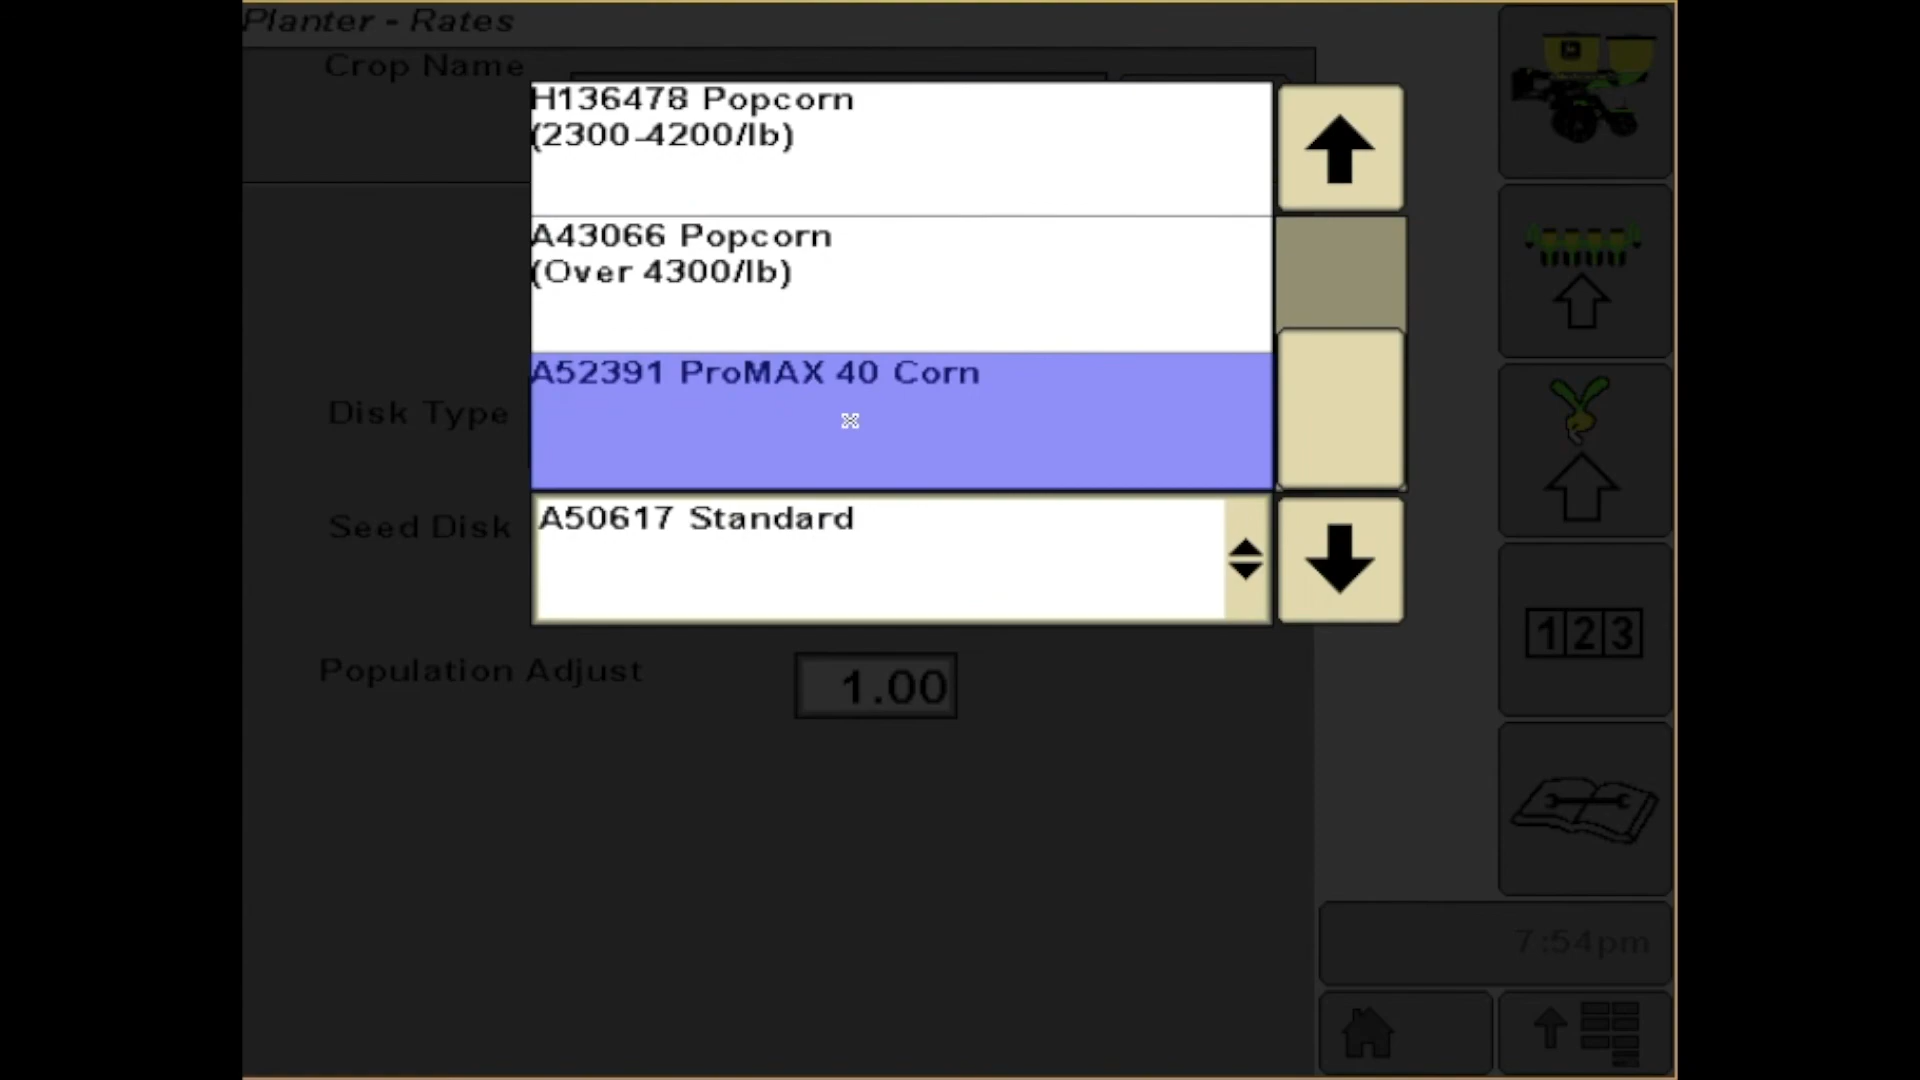 Planter - Rates
Crop Name
H136478 Popcorn
(2300-4200/lb)
A43066 Popcorn
(Over 4300/lb)
A52391 ProMAX 40 Corn
Disk Type
A50617 Standard
Seed Disk
Population Adjust
1.00
123
7:54pm